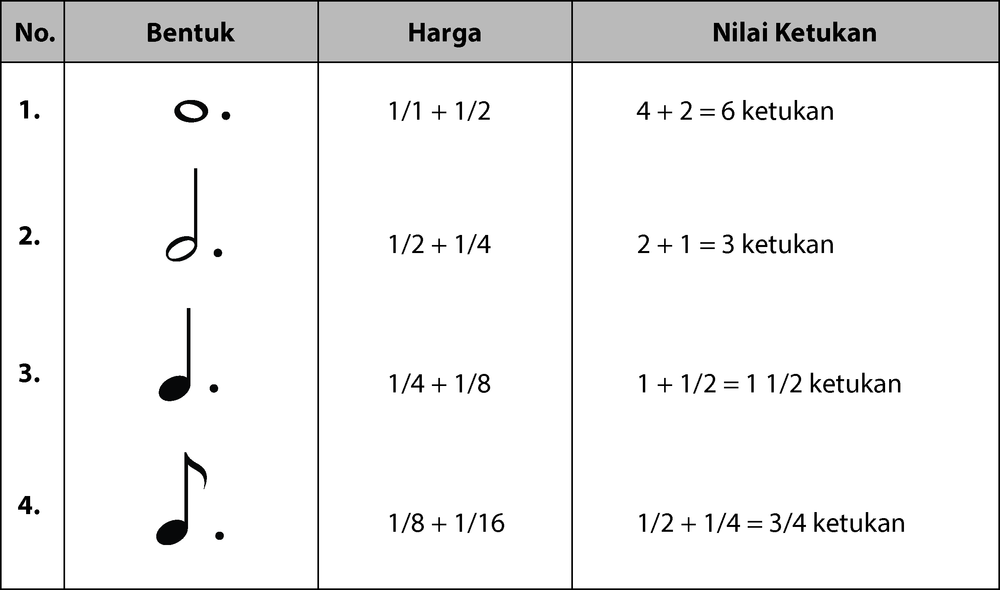 No. Bentuk Harga Nilai Ketukan
1. 1/1 + 1/2 4 + 2 = 6 ketukan
2. 1/2 + 1/4 2 + 1 = 3 ketukan
3. 1/4 + 1/8 1 + 1/2 = 1 1/2 ketukan
4. 1/8 + 1/16 1/2 + 1/4 = 3/4 ketukan